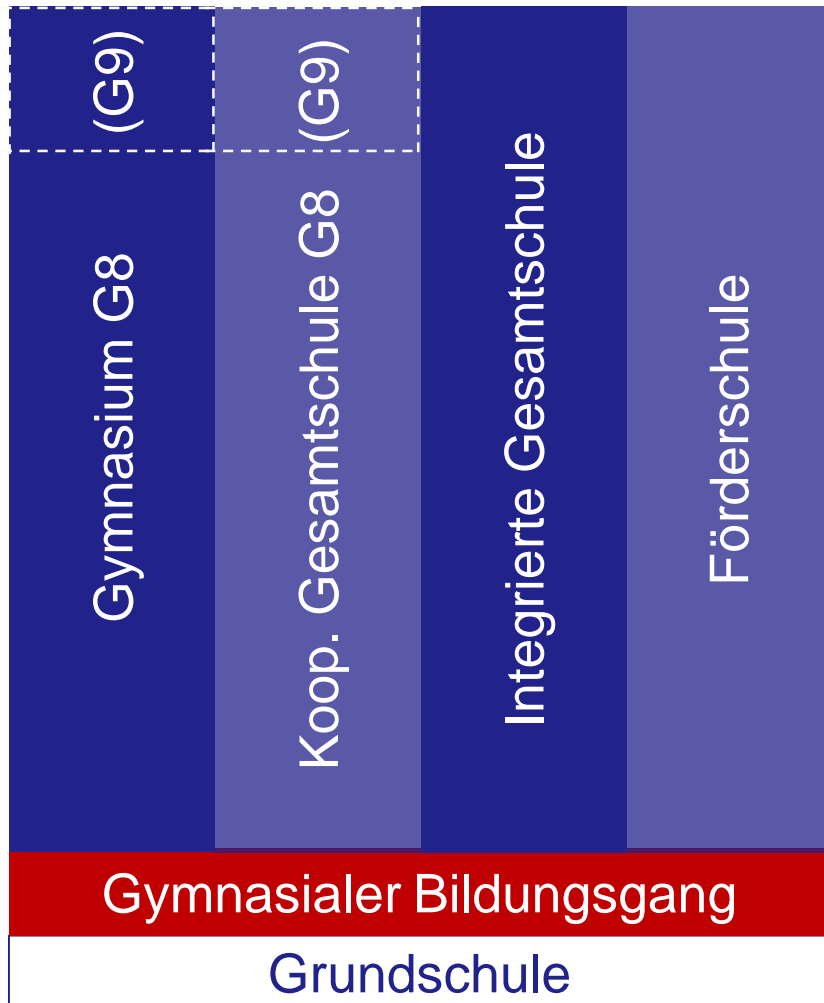 (G9)
Gymnasium G8
(G9)
Koop. Gesamtschule G8
Integrierte Gesamtschule
Förderschule
Gymnasialer Bildungsgang
Grundschule